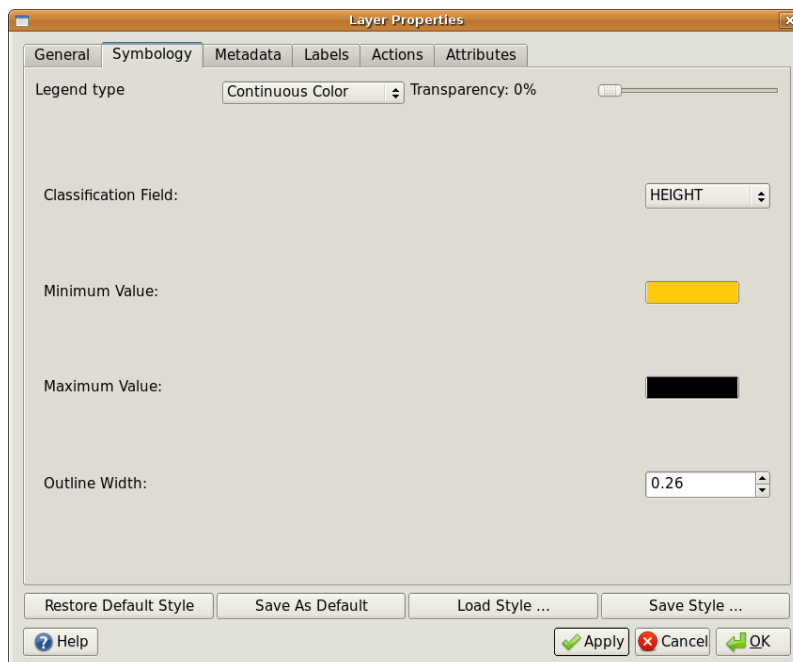 Layer Properties
General Symbology Metadata Labels Actions Attributes
Legend type Continuous Color Transparency: 0%
Classification Field: HEIGHT
Minimum Value:
Maximum Value:
Outline Width: 0.26
Restore Default Style Save As Default Load Style ... Save Style ...
Help Apply Cancel OK